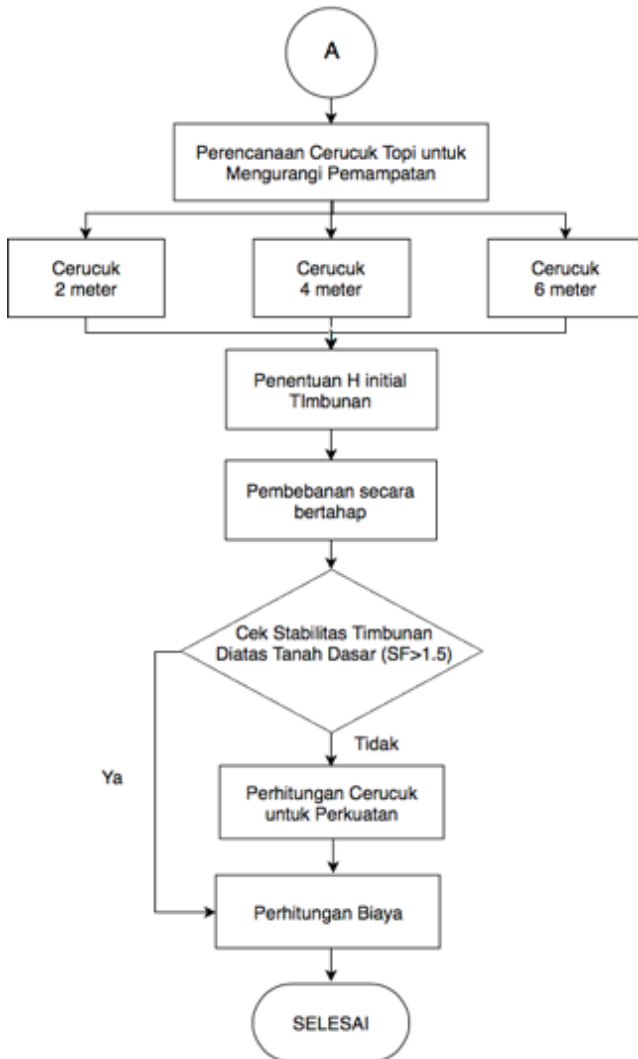 A
Perencanaan Cerucuk Topi untuk
Mengurangi Pemampatan
Cerucuk
2 meter
Cerucuk
4 meter
Cerucuk
6 meter
Penentuan H initial
TImbunan
Pembebanan secara
bertahap
Cek Stabilitas Timbunan
Diatas Tanah Dasar (SF>1.5)
Tidak
Ya
Perhitungan Cerucuk
untuk Perkuatan
Perhitungan Biaya
SELESAI